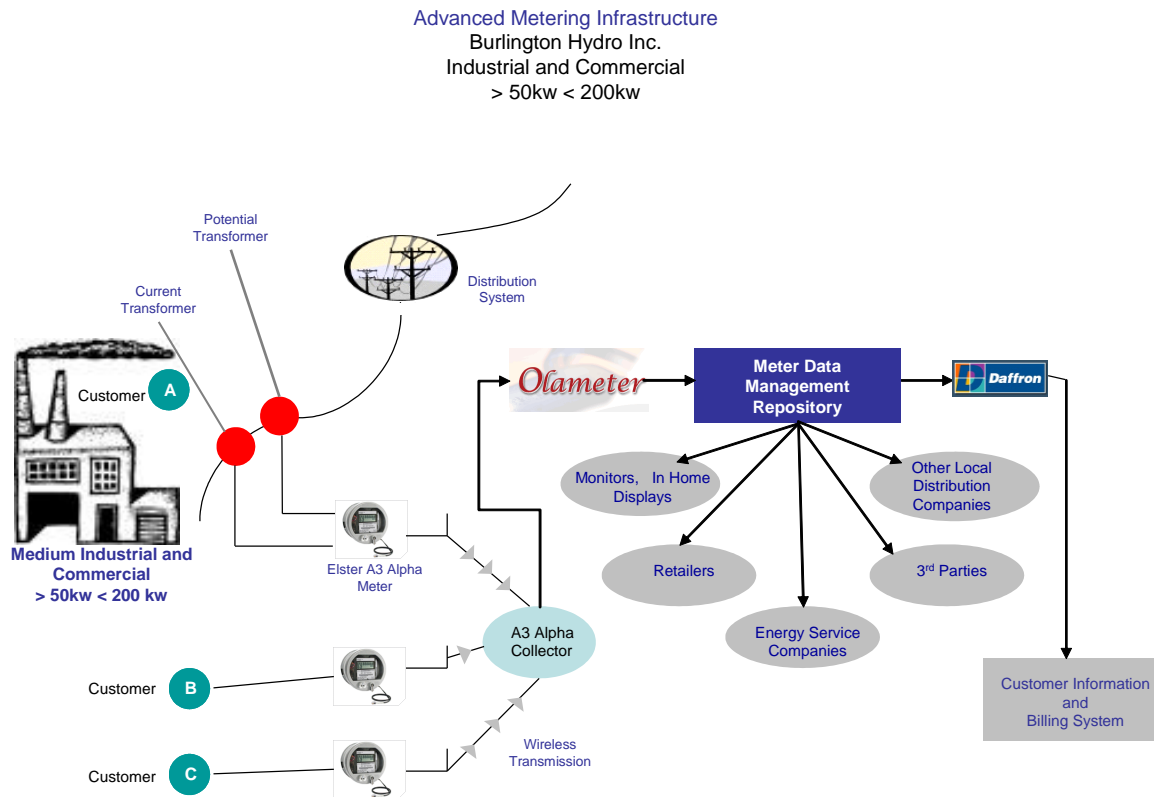 Advanced Metering Infrastructure
Burlington Hydro Inc.
Industrial and Commercial
> 50kw < 200kw
Potential
Transformer
Distribution
System
Current
Transformer
Customer A
Olameter
Meter Data
Management
Repository
Daffron
Monitors, In Home
Displays
Other Local
Distribution
Companies
Medium Industrial and
Commercial
> 50kw < 200 kw
Elster A3 Alpha
Meter
Retailers
3rd Parties
A3 Alpha
Collector
Energy Service
Companies
Customer B
Customer Information
and
Billing System
Wireless
Transmission
Customer C